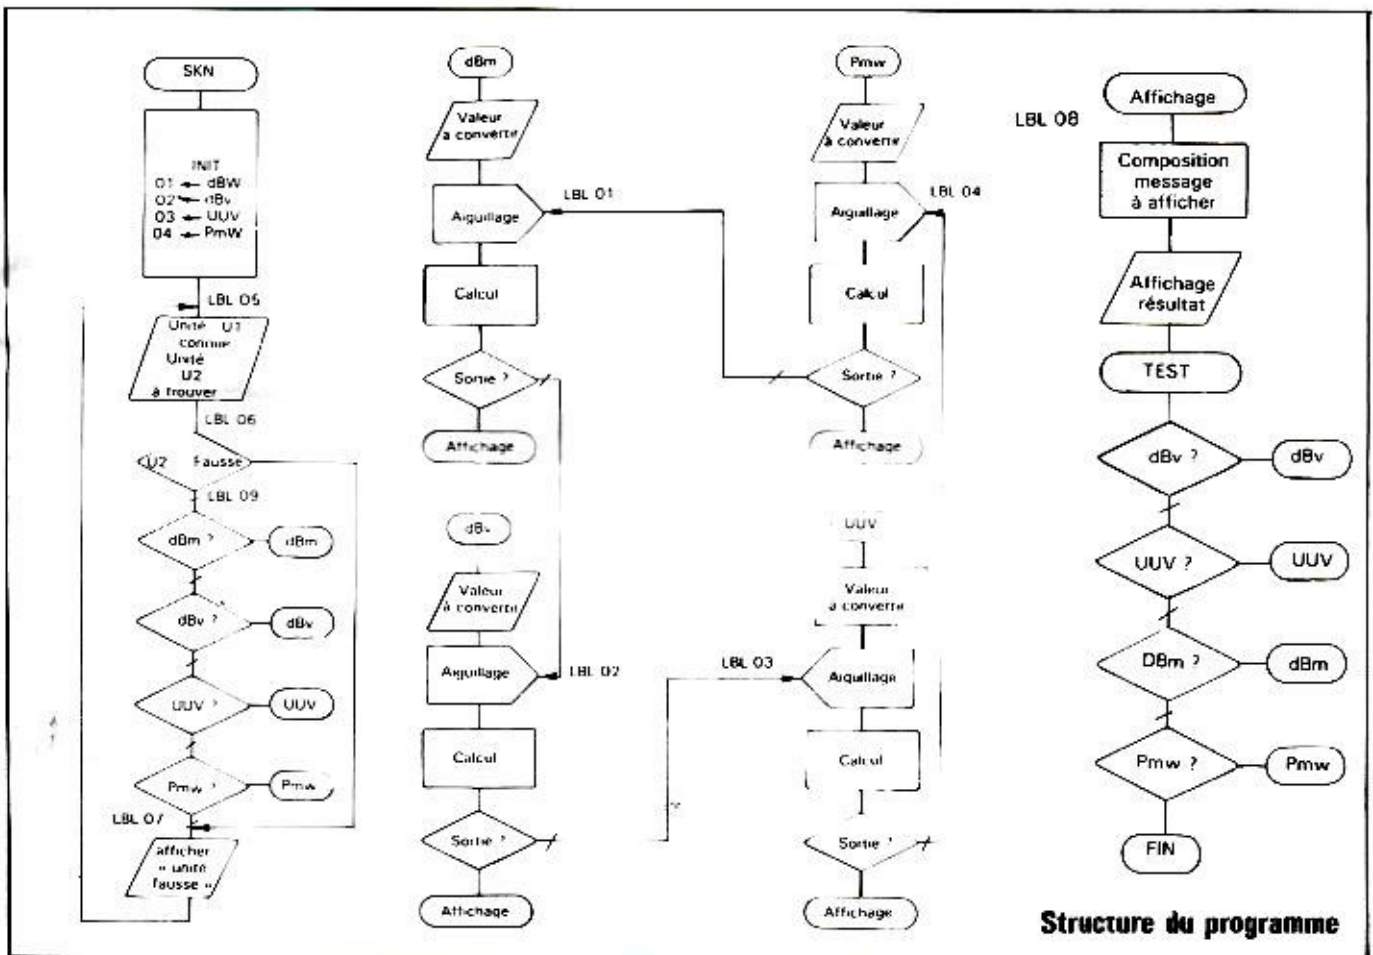 SKN
INIT
01 ← dBW
02 ← dBv
03 ← UUV
04 ← PmW
LBL 05
Unité U1
connue
Unité
U2
à trouver
LBL 06
U2 Fausse
LBL 09
dBm ?
dBm
dBv ?
dBv
UUV ?
UUV
Pmw ?
Pmw
LBL 07
afficher
« unité
fausse »
dBm
Valeur
à convertir
LBL 01
Aiguillage
Calcul
Sortie ?
Affichage
dBv
Valeur
à convertir
Aiguillage
LBL 02
Calcul
Sortie ?
Affichage
Pmw
Valeur
à convertir
LBL 04
Aiguillage
Calcul
Sortie ?
Affichage
UUV
Valeur
à convertir
LBL 03
Aiguillage
Calcul
Sortie ?
Affichage
Affichage
LBL 08
Composition
message
à afficher
Affichage
résultat
TEST
dBv ?
dBv
UUV ?
UUV
DBm ?
dBm
Pmw ?
Pmw
FIN
Structure du programme